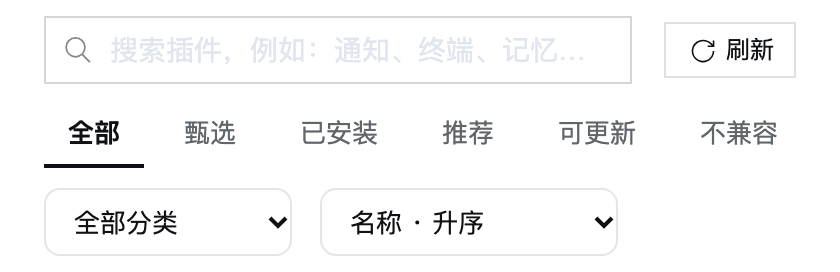 搜索插件，例如：通知、终端、记忆... 刷新
全部 甄选 已安装 推荐 可更新 不兼容
全部分类 名称 · 升序